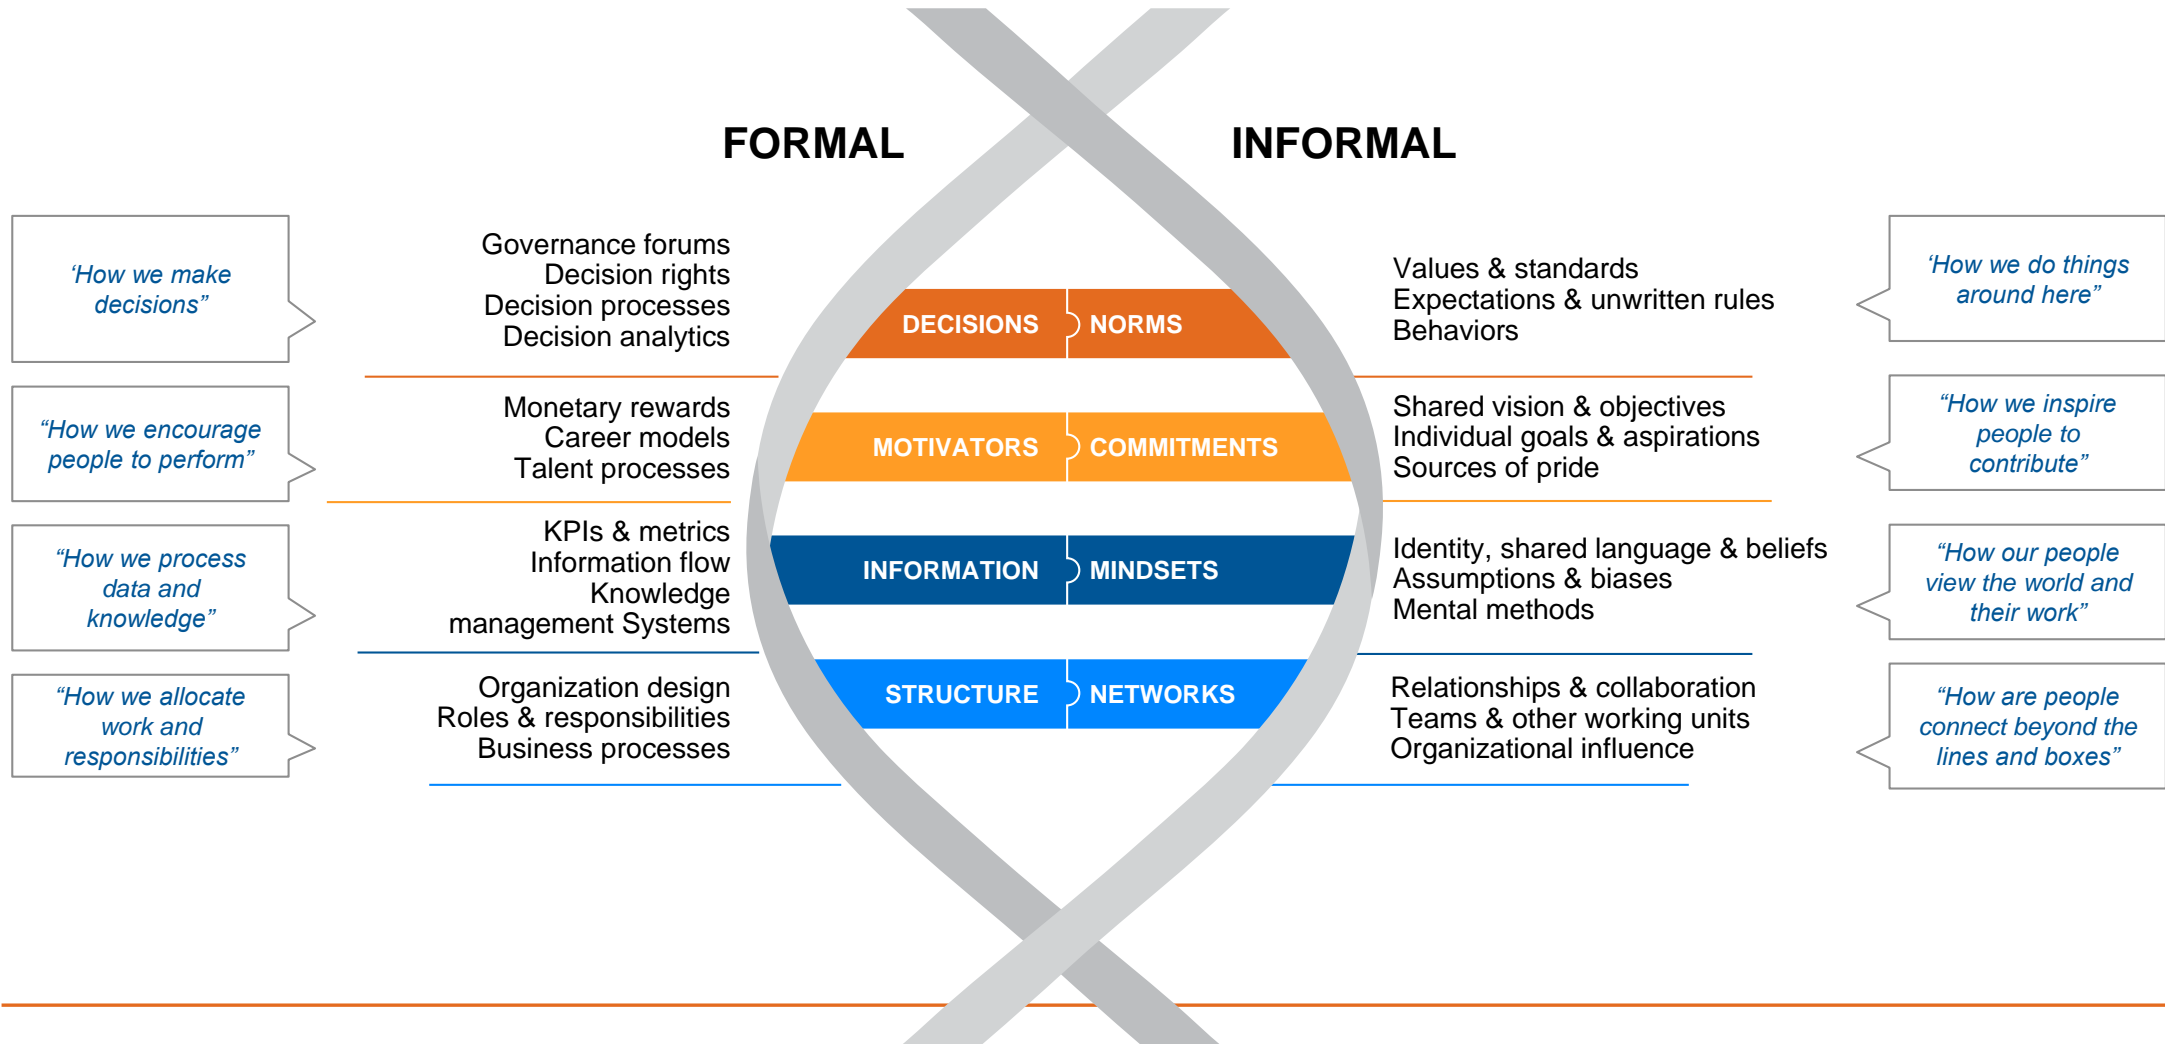 FORMAL
INFORMAL
‘How we make
decisions”
Governance forums
Decision rights
Decision processes
Decision analytics
DECISIONS
NORMS
Values & standards
Expectations & unwritten rules
Behaviors
‘How we do things
around here”
“How we encourage
people to perform”
Monetary rewards
Career models
Talent processes
MOTIVATORS
COMMITMENTS
Shared vision & objectives
Individual goals & aspirations
Sources of pride
“How we inspire
people to
contribute”
“How we process
data and
knowledge”
KPIs & metrics
Information flow
Knowledge
management Systems
INFORMATION
MINDSETS
Identity, shared language & beliefs
Assumptions & biases
Mental methods
“How our people
view the world and
their work”
“How we allocate
work and
responsibilities”
Organization design
Roles & responsibilities
Business processes
STRUCTURE
NETWORKS
Relationships & collaboration
Teams & other working units
Organizational influence
“How are people
connect beyond the
lines and boxes”